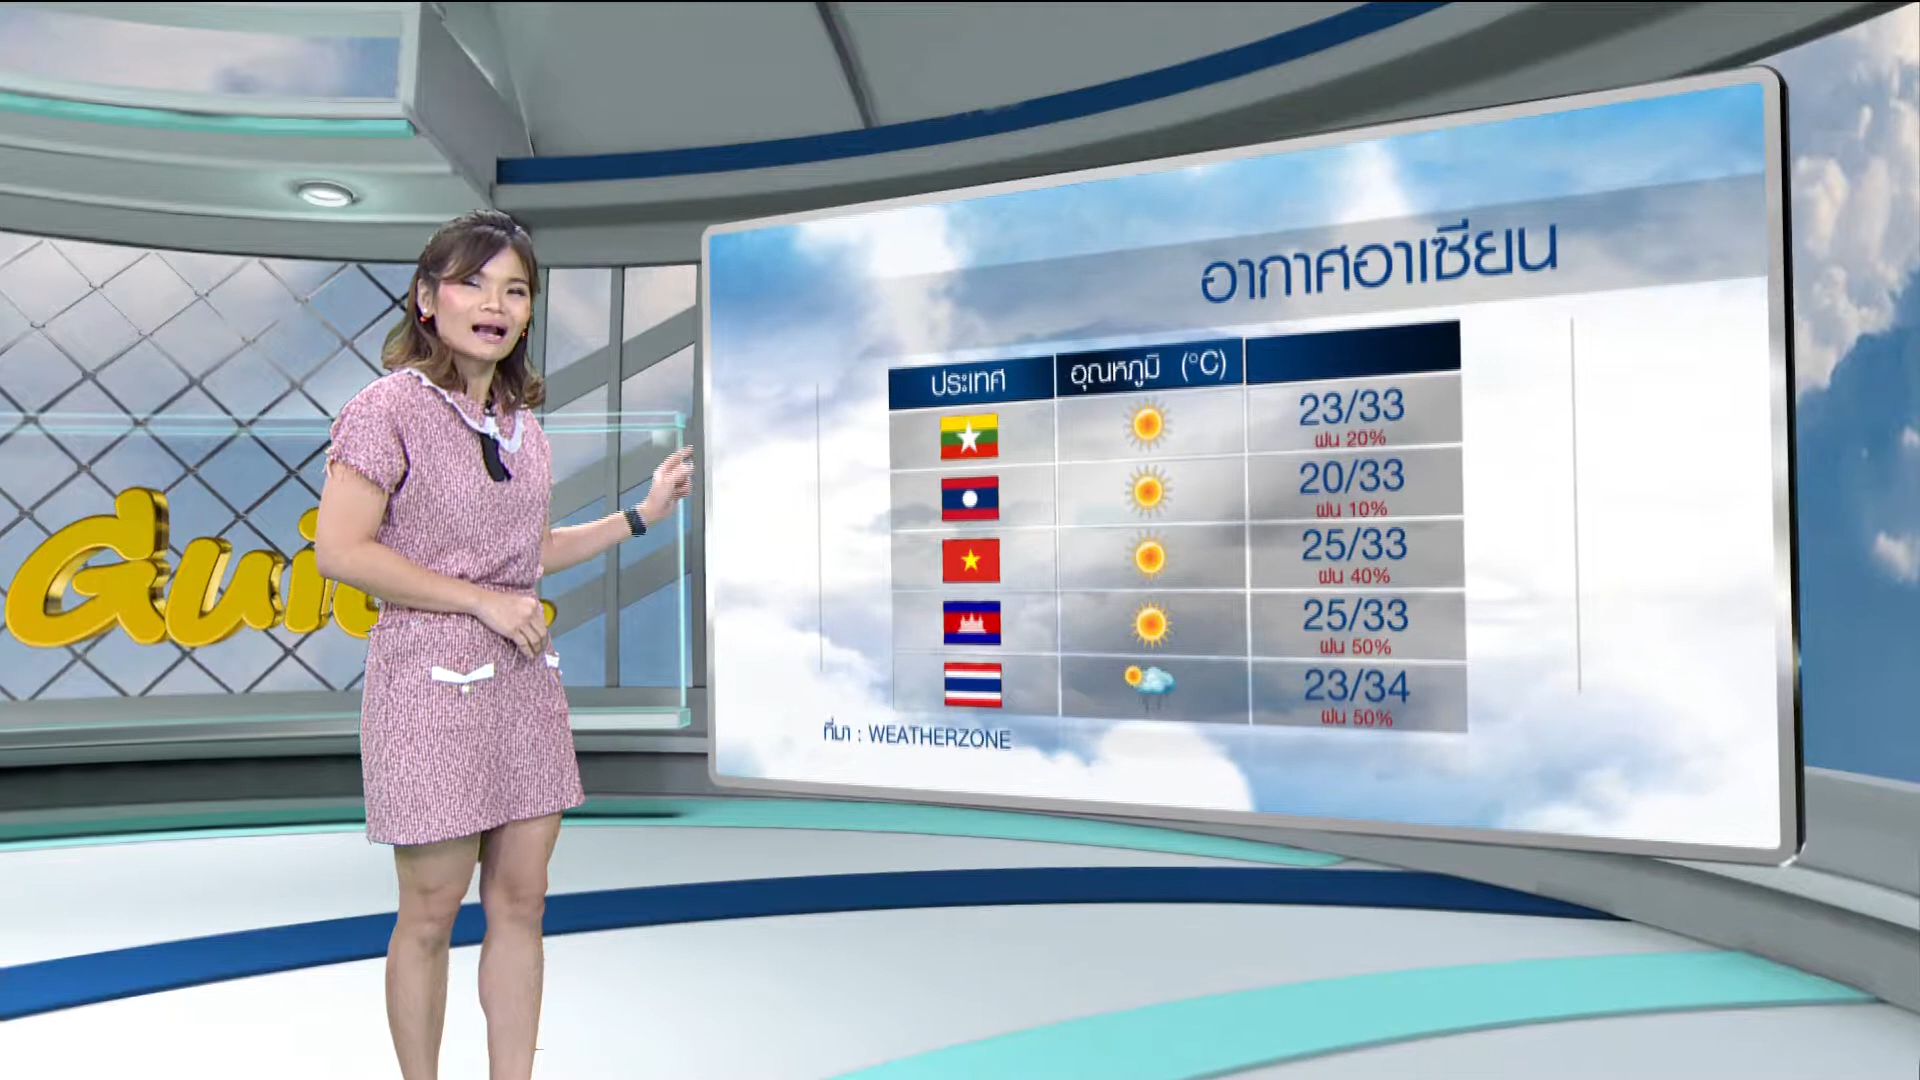 อากาศอาเซียน
ประเทศ อุณหภูมิ (°C)
23/33
ฝน 20%
20/33
ฝน 10%
25/33
ฝน 40%
25/33
ฝน 50%
23/34
ฝน 50%
ที่มา : WEATHERZONE